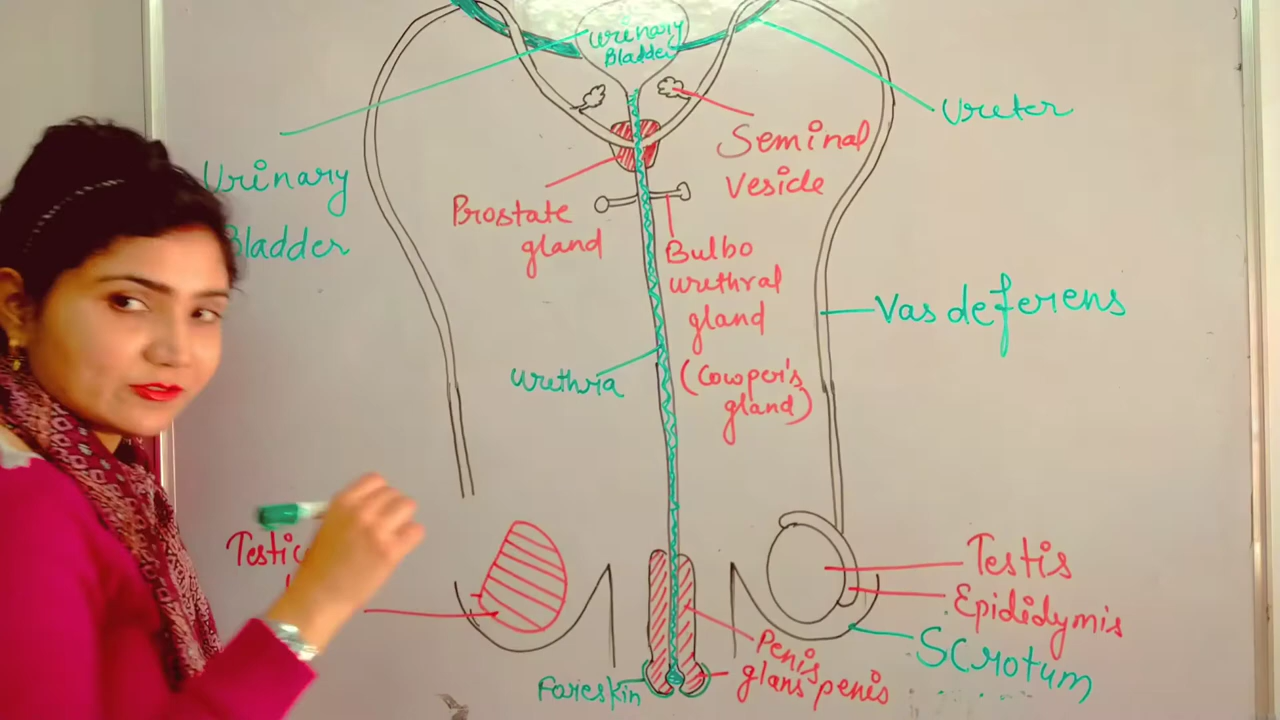 Urinary
Bladder
Ureter
Urinary
Bladder
Seminal
Vesicle
Prostate
gland
Bulbo
urethral
gland
(Cowper's
gland)
Vas deferens
Urethra
Testis
Epididymis
Scrotum
Penis
glans penis
Foreskin